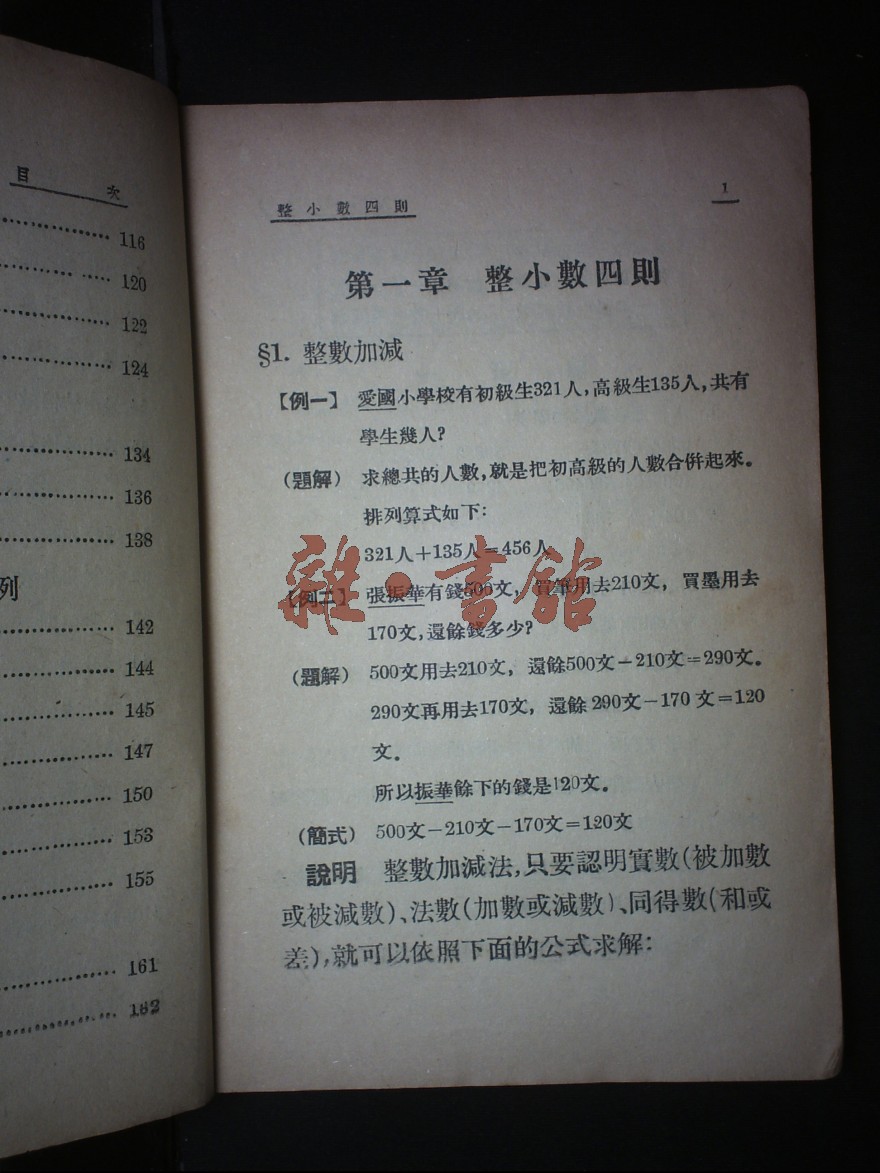 目 次
116
120
122
124
134
136
138
列
142
144
145
147
150
153
155
161
162
整小數四則
1
第一章 整小數四則
§1. 整數加減
【例一】 愛國小學校有初級生321人,高級生135人,共有
學生幾人?
(題解) 求總共的人數,就是把初高級的人數合併起來。
排列算式如下:
321人+135人=456人
【例二】 張振華有錢500文,買筆用去210文,買墨用去
170文,還餘錢多少?
(題解) 500文用去210文,還餘500文-210文=290文。
290文再用去170文,還餘 290文-170文=120
文。
所以振華餘下的錢是120文。
(簡式) 500文-210文-170文=120文
說明 整數加減法,只要認明實數(被加數
或被減數)、法數(加數或減數)、同得數(和或
差),就可以依照下面的公式求解:
雜·書館